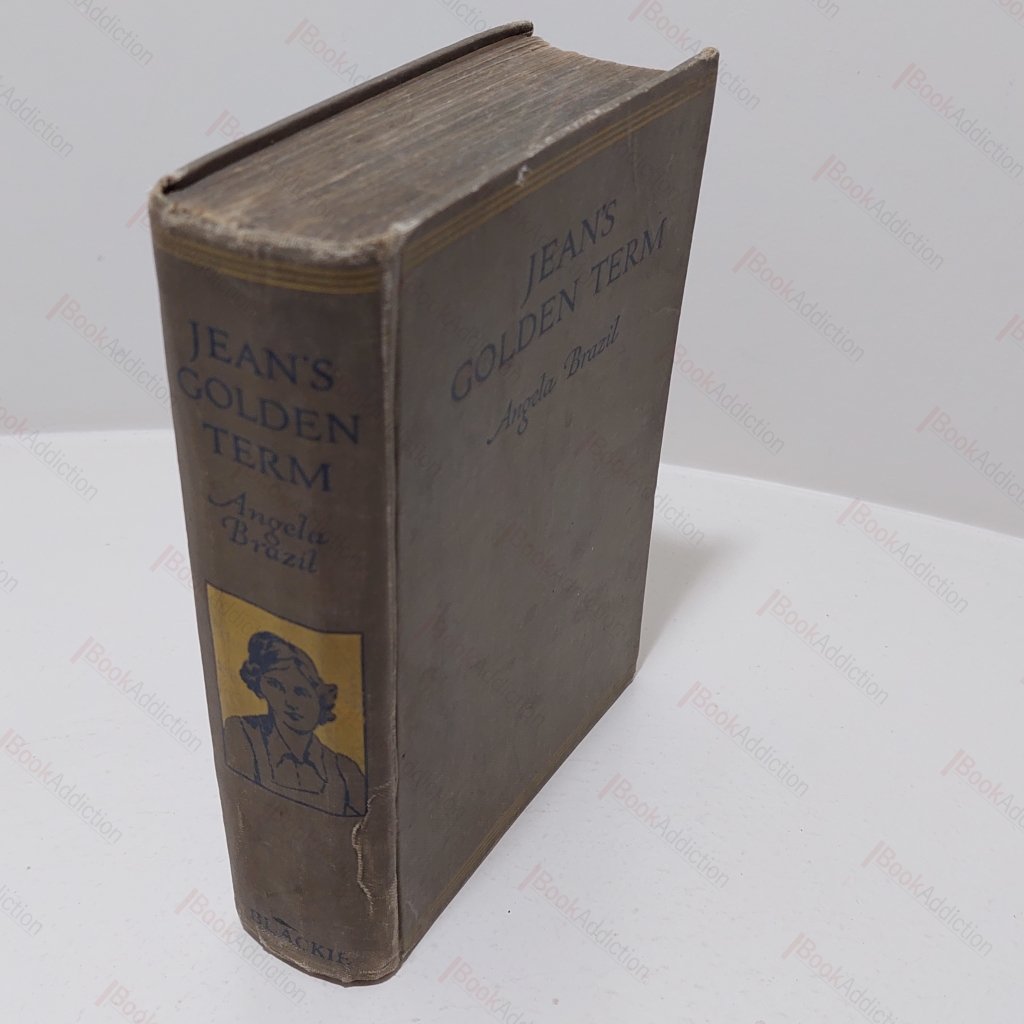 JEAN'S
GOLDEN
TERM
Angela
Brazil
BLACKIE
JEAN'S
GOLDEN TERM
Angela Brazil
BookAddiction